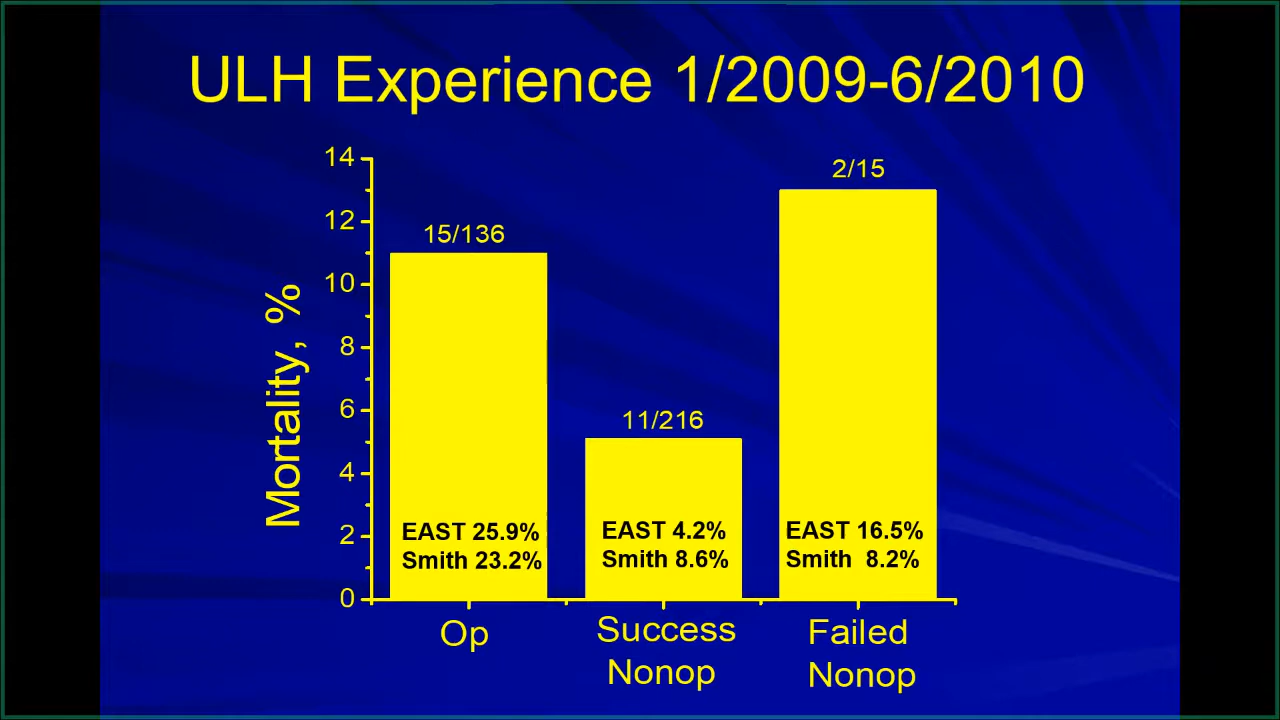 ULH Experience 1/2009-6/2010
Mortality, %
14
12
10
8
6
4
2
0
15/136
11/216
2/15
EAST 25.9%
Smith 23.2%
EAST 4.2%
Smith 8.6%
EAST 16.5%
Smith 8.2%
Op
Success
Nonop
Failed
Nonop